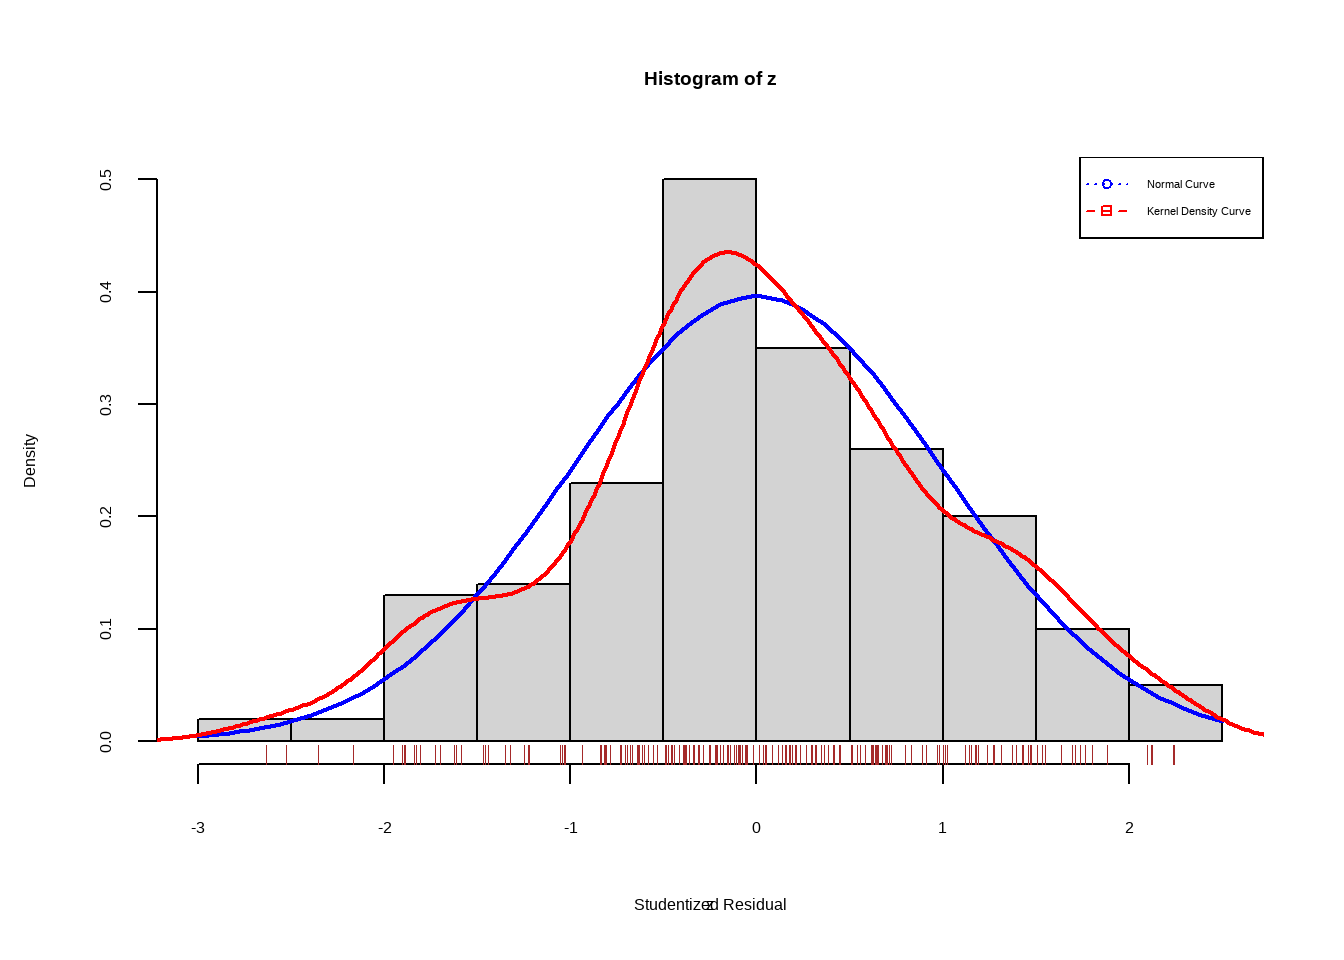 Histogram of z
Normal Curve
Kernel Density Curve
Density
0.5
0.4
0.3
0.2
0.1
0.0
-3 -2 -1 0 1 2
Studentized Residual
z